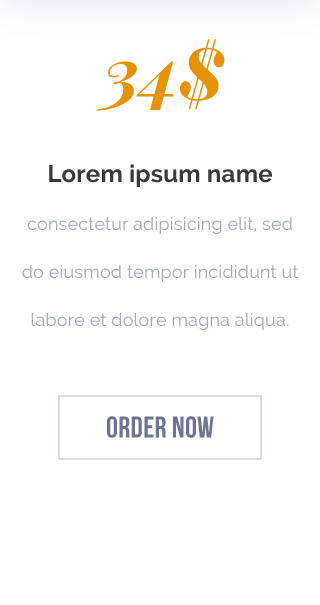 34$
Lorem ipsum name
consectetur adipisicing elit, sed
do eiusmod tempor incididunt ut
labore et dolore magna aliqua.
ORDER NOW